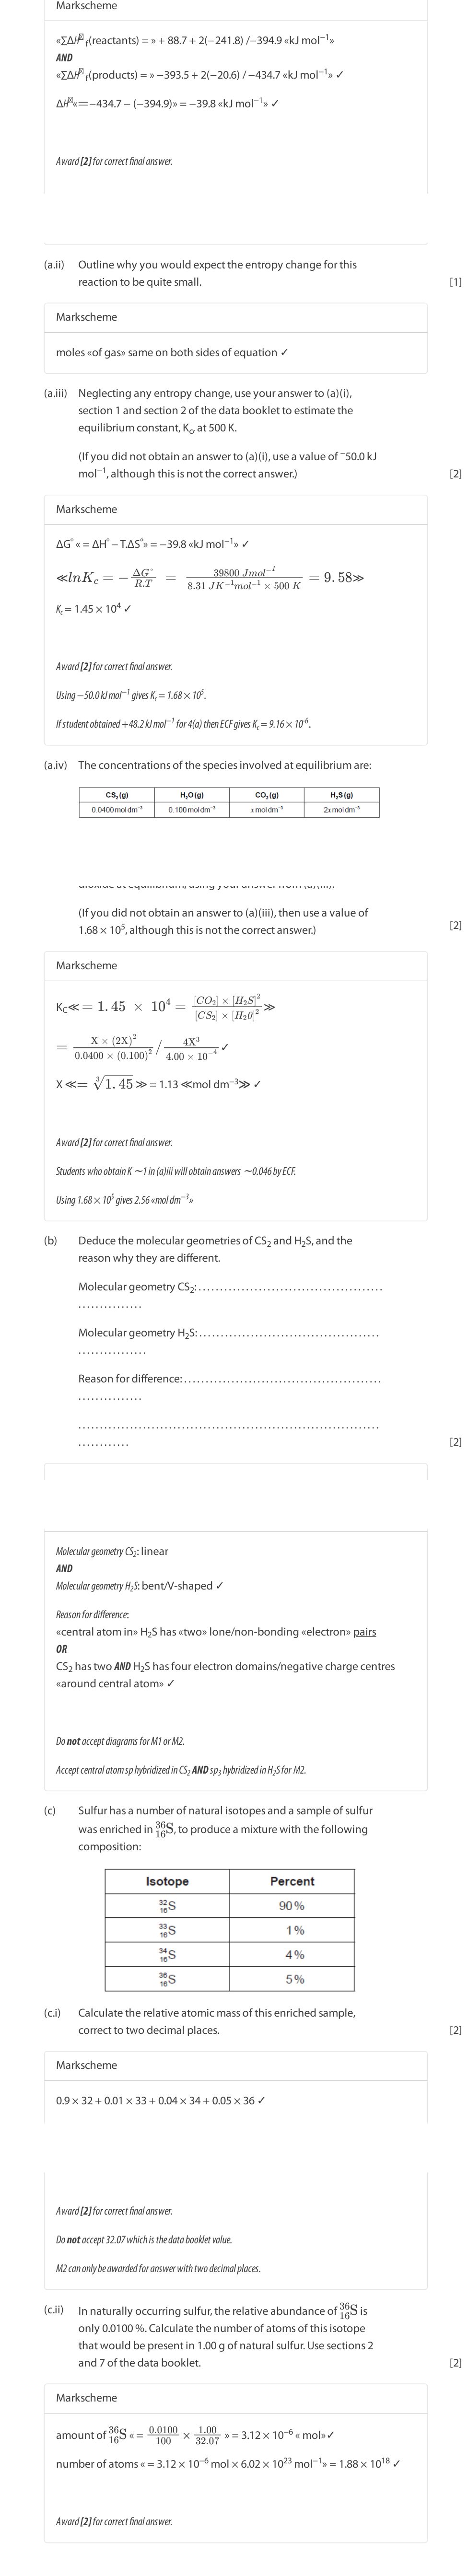 Markscheme
«∑ΔH⦵f(reactants) = » + 88.7 + 2(−241.8) /−394.9 «kJ mol⁻¹»
AND
«∑ΔH⦵f(products) = » −393.5 + 2(−20.6) / −434.7 «kJ mol⁻¹» ✓
ΔH⦵«=−434.7 − (−394.9)» = −39.8 «kJ mol⁻¹» ✓
Award [2] for correct final answer.
(a.ii) Outline why you would expect the entropy change for this
reaction to be quite small. [1]
Markscheme
moles «of gas» same on both sides of equation ✓
(a.iii) Neglecting any entropy change, use your answer to (a)(i),
section 1 and section 2 of the data booklet to estimate the
equilibrium constant, Kc, at 500 K.
(If you did not obtain an answer to (a)(i), use a value of ⁻50.0 kJ
mol⁻¹, although this is not the correct answer.) [2]
Markscheme
ΔG° « = ΔH° − T.ΔS°» = −39.8 «kJ mol⁻¹» ✓
≪lnKc = − ΔG°/R.T = 39800 Jmol⁻¹ / 8.31 JK⁻¹mol⁻¹ × 500 K = 9.58≫
Kc = 1.45 × 10⁴ ✓
Award [2] for correct final answer.
Using −50.0 kJ mol⁻¹ gives Kc = 1.68 × 10⁵.
If student obtained +48.2 kJ mol⁻¹ for 4(a) then ECF gives Kc = 9.16 × 10⁻⁶.
(a.iv) The concentrations of the species involved at equilibrium are:
CS₂(g) H₂O(g) CO₂(g) H₂S(g)
0.0400 mol dm⁻³ 0.100 mol dm⁻³ x mol dm⁻³ 2x mol dm⁻³
dioxide at equilibrium, using your answer from (a)(iii).
(If you did not obtain an answer to (a)(iii), then use a value of
1.68 × 10⁵, although this is not the correct answer.) [2]
Markscheme
KC≪= 1.45 × 10⁴ = [CO₂] × [H₂S]² / [CS₂] × [H₂0]² ≫
= X × (2X)² / 0.0400 × (0.100)² / 4X³ / 4.00 × 10⁻⁴ ✓
X ≪= ∛1.45 ≫ = 1.13 ≪mol dm⁻³≫ ✓
Award [2] for correct final answer.
Students who obtain K ∼1 in (a)iii will obtain answers ∼0.046 by ECF.
Using 1.68 × 10⁵ gives 2.56 «mol dm⁻³»
(b) Deduce the molecular geometries of CS₂ and H₂S, and the
reason why they are different.
Molecular geometry CS₂:...........................................
...............
Molecular geometry H₂S:..........................................
................
Reason for difference:..............................................
...............
......................................................................
............ [2]
Molecular geometry CS₂: linear
AND
Molecular geometry H₂S: bent/V-shaped ✓
Reason for difference:
«central atom in» H₂S has «two» lone/non-bonding «electron» pairs
OR
CS₂ has two AND H₂S has four electron domains/negative charge centres
«around central atom» ✓
Do not accept diagrams for M1 or M2.
Accept central atom sp hybridized in CS₂ AND sp₃ hybridized in H₂S for M2.
(c) Sulfur has a number of natural isotopes and a sample of sulfur
was enriched in ³⁶₁₆S, to produce a mixture with the following
composition:
Isotope Percent
³²₁₆S 90%
³³₁₆S 1%
³⁴₁₆S 4%
³⁶₁₆S 5%
(c.i) Calculate the relative atomic mass of this enriched sample,
correct to two decimal places. [2]
Markscheme
0.9 × 32 + 0.01 × 33 + 0.04 × 34 + 0.05 × 36 ✓
Award [2] for correct final answer.
Do not accept 32.07 which is the data booklet value.
M2 can only be awarded for answer with two decimal places.
(c.ii) In naturally occurring sulfur, the relative abundance of ³⁶₁₆S is
only 0.0100 %. Calculate the number of atoms of this isotope
that would be present in 1.00 g of natural sulfur. Use sections 2
and 7 of the data booklet. [2]
Markscheme
amount of ³⁶₁₆S « = 0.0100/100 × 1.00/32.07 » = 3.12 × 10⁻⁶ « mol»✓
number of atoms « = 3.12 × 10⁻⁶ mol × 6.02 × 10²³ mol⁻¹» = 1.88 × 10¹⁸ ✓
Award [2] for correct final answer.